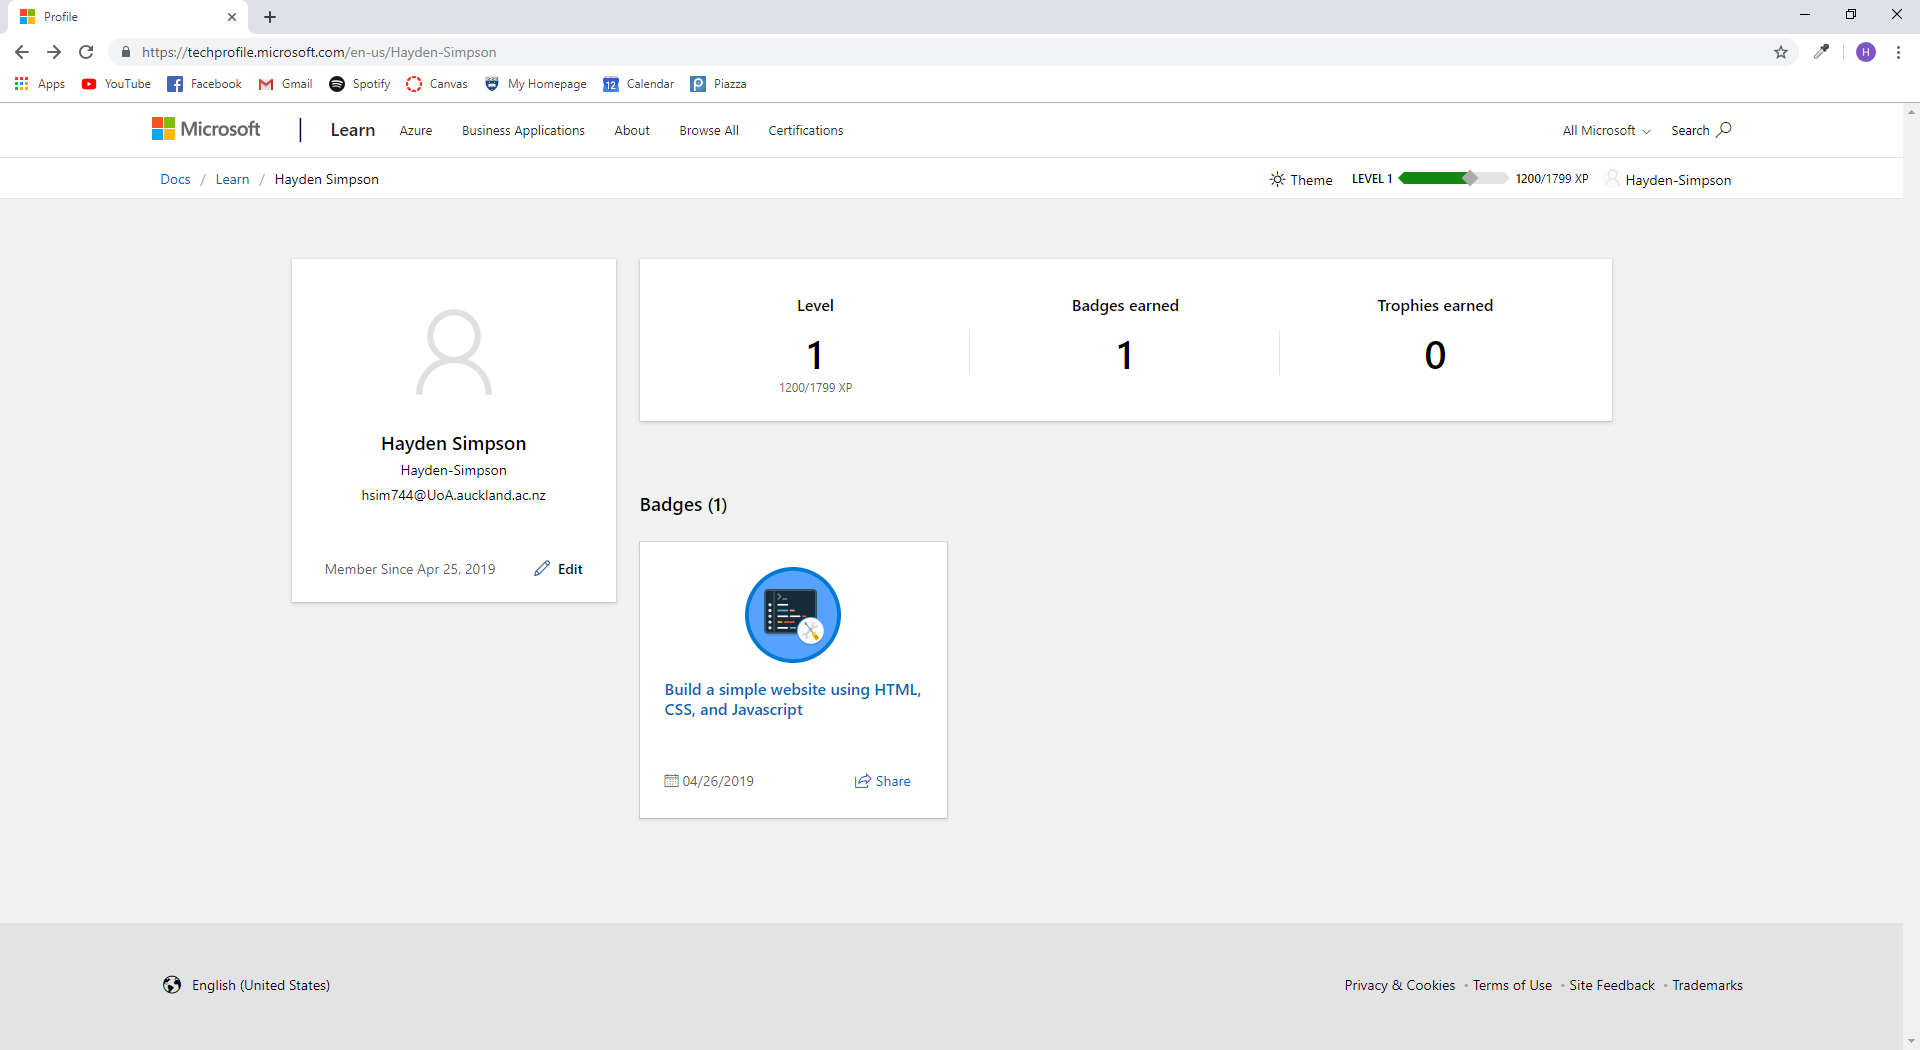 Profile
https://techprofile.microsoft.com/en-us/Hayden-Simpson
H
Apps YouTube Facebook Gmail Spotify Canvas My Homepage 12 Calendar Piazza
Microsoft Learn Azure Business Applications About Browse All Certifications All Microsoft Search
Docs / Learn / Hayden Simpson Theme LEVEL 1 1200/1799 XP Hayden-Simpson
Level Badges earned Trophies earned
1 1 0
1200/1799 XP
Hayden Simpson
Hayden-Simpson
hsim744@UoA.auckland.ac.nz
Member Since Apr 25, 2019 Edit
Badges (1)
Build a simple website using HTML,
CSS, and Javascript
04/26/2019 Share
English (United States) Privacy & Cookies • Terms of Use • Site Feedback • Trademarks